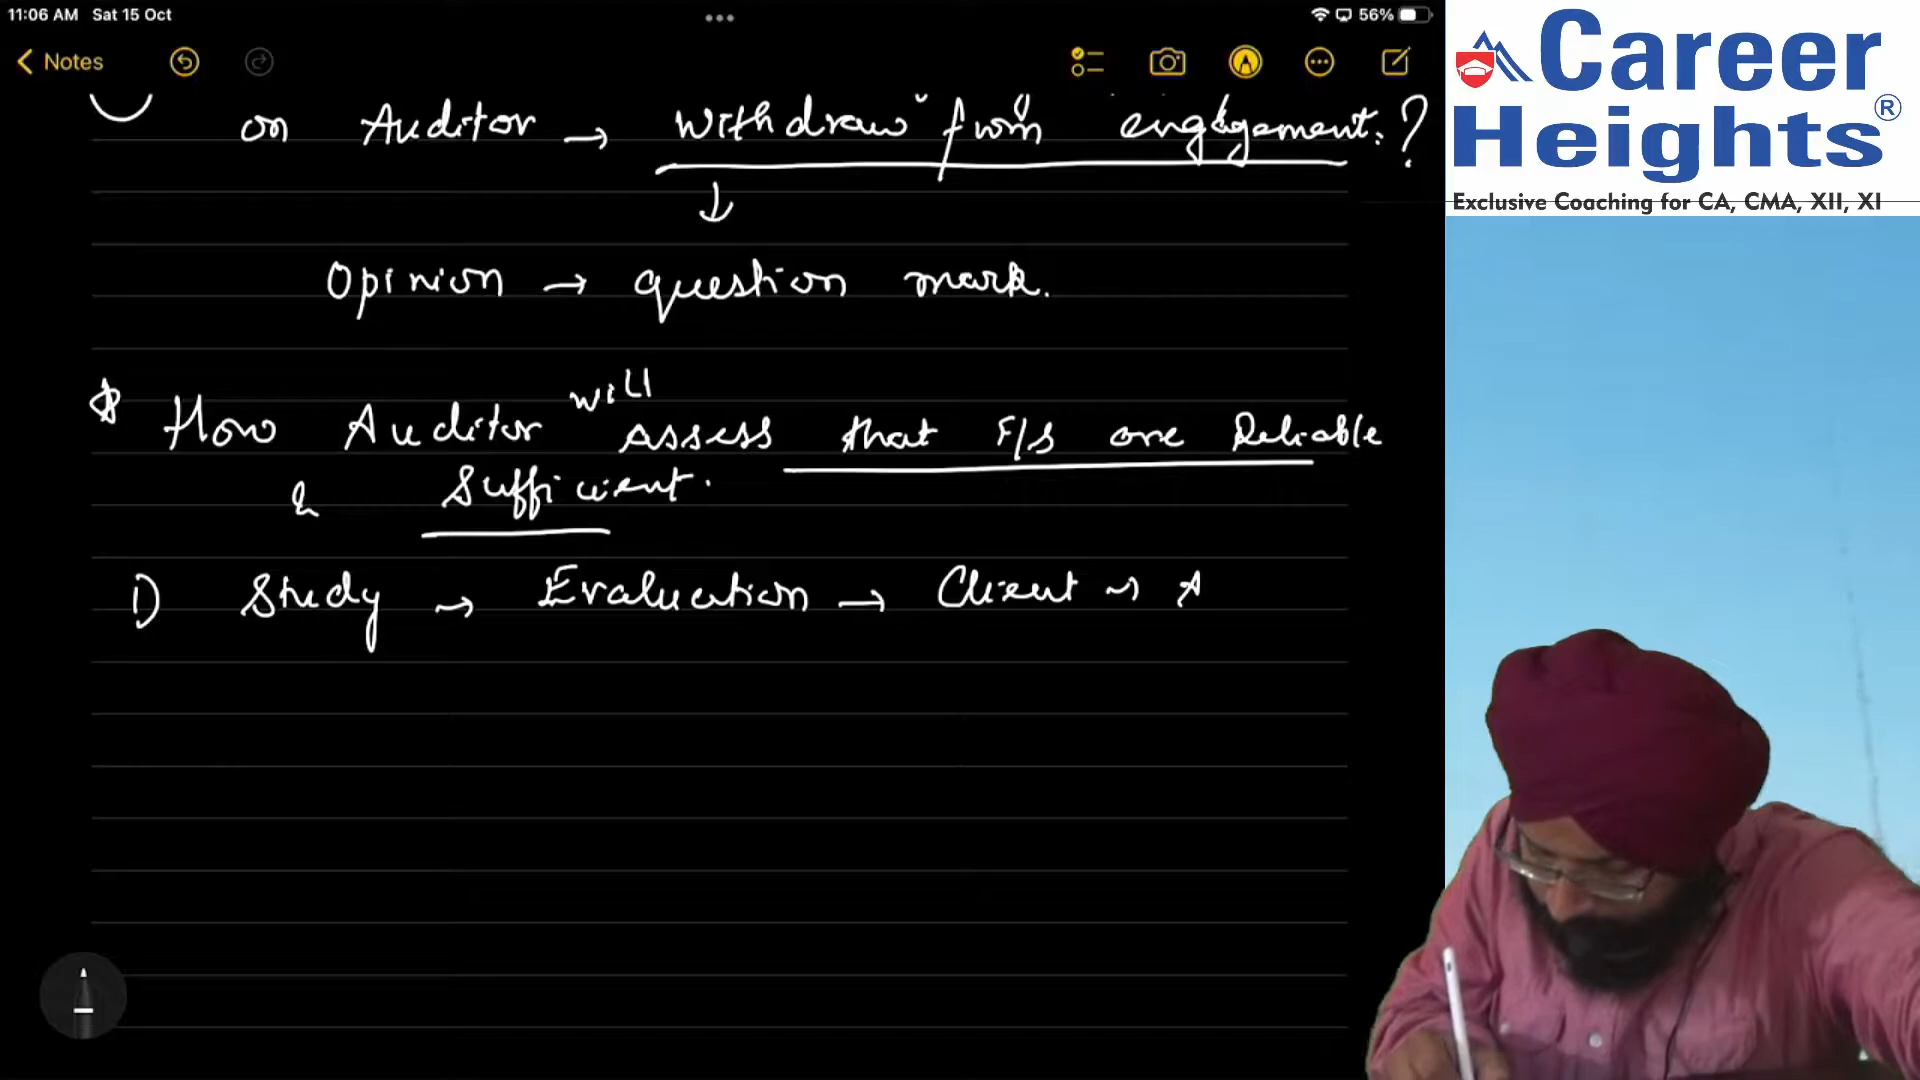 11:06 AM Sat 15 Oct
56%
Notes
Career
Heights®
Exclusive Coaching for CA, CMA, XII, XI
on Auditor → withdraw from engagement. ?
↓
Opinion → question mark.
How Auditor will Assess that F/S are Reliable
& Sufficient.
1) Study → Evaluation → Client → A